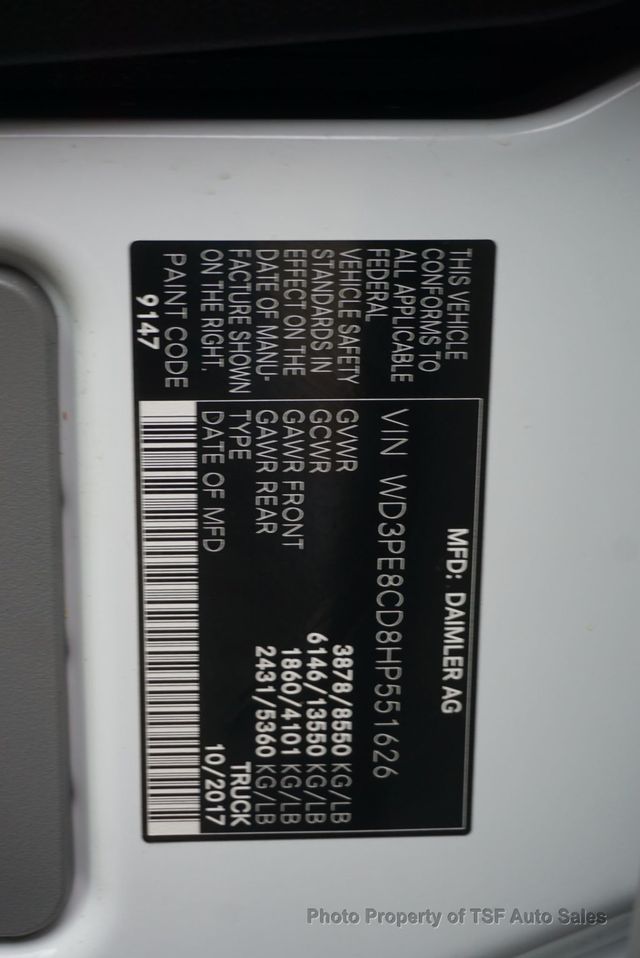 THIS VEHICLE
CONFORMS TO
ALL APPLICABLE
FEDERAL
VEHICLE SAFETY
STANDARDS IN
EFFECT ON THE
DATE OF MANU-
FACTURE SHOWN
ON THE RIGHT.
PAINT CODE
9147
MFD: DAIMLER AG
VIN WD3PE8CD8HP551626
GVWR 3878/8550 KG/LB
GCWR 6146/13550 KG/LB
GAWR FRONT 1860/4101 KG/LB
GAWR REAR 2431/5360 KG/LB
TYPE TRUCK
DATE OF MFD 10/2017
Photo Property of TSF Auto Sales